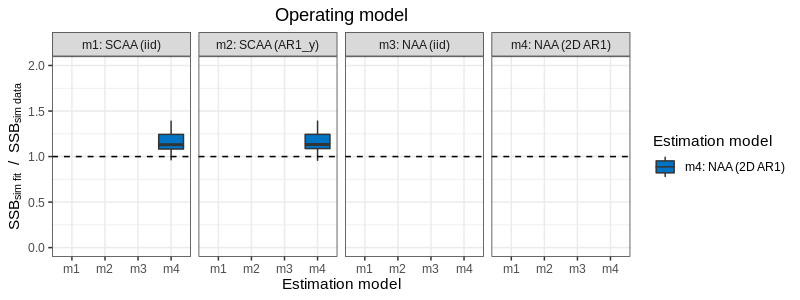 Operating model
m1: SCAA (iid)
m2: SCAA (AR1_y)
m3: NAA (iid)
m4: NAA (2D AR1)
SSBsim fit / SSBsim data
2.0
1.5
1.0
0.5
0.0
m1 m2 m3 m4
m1 m2 m3 m4
m1 m2 m3 m4
m1 m2 m3 m4
Estimation model
Estimation model
m4: NAA (2D AR1)